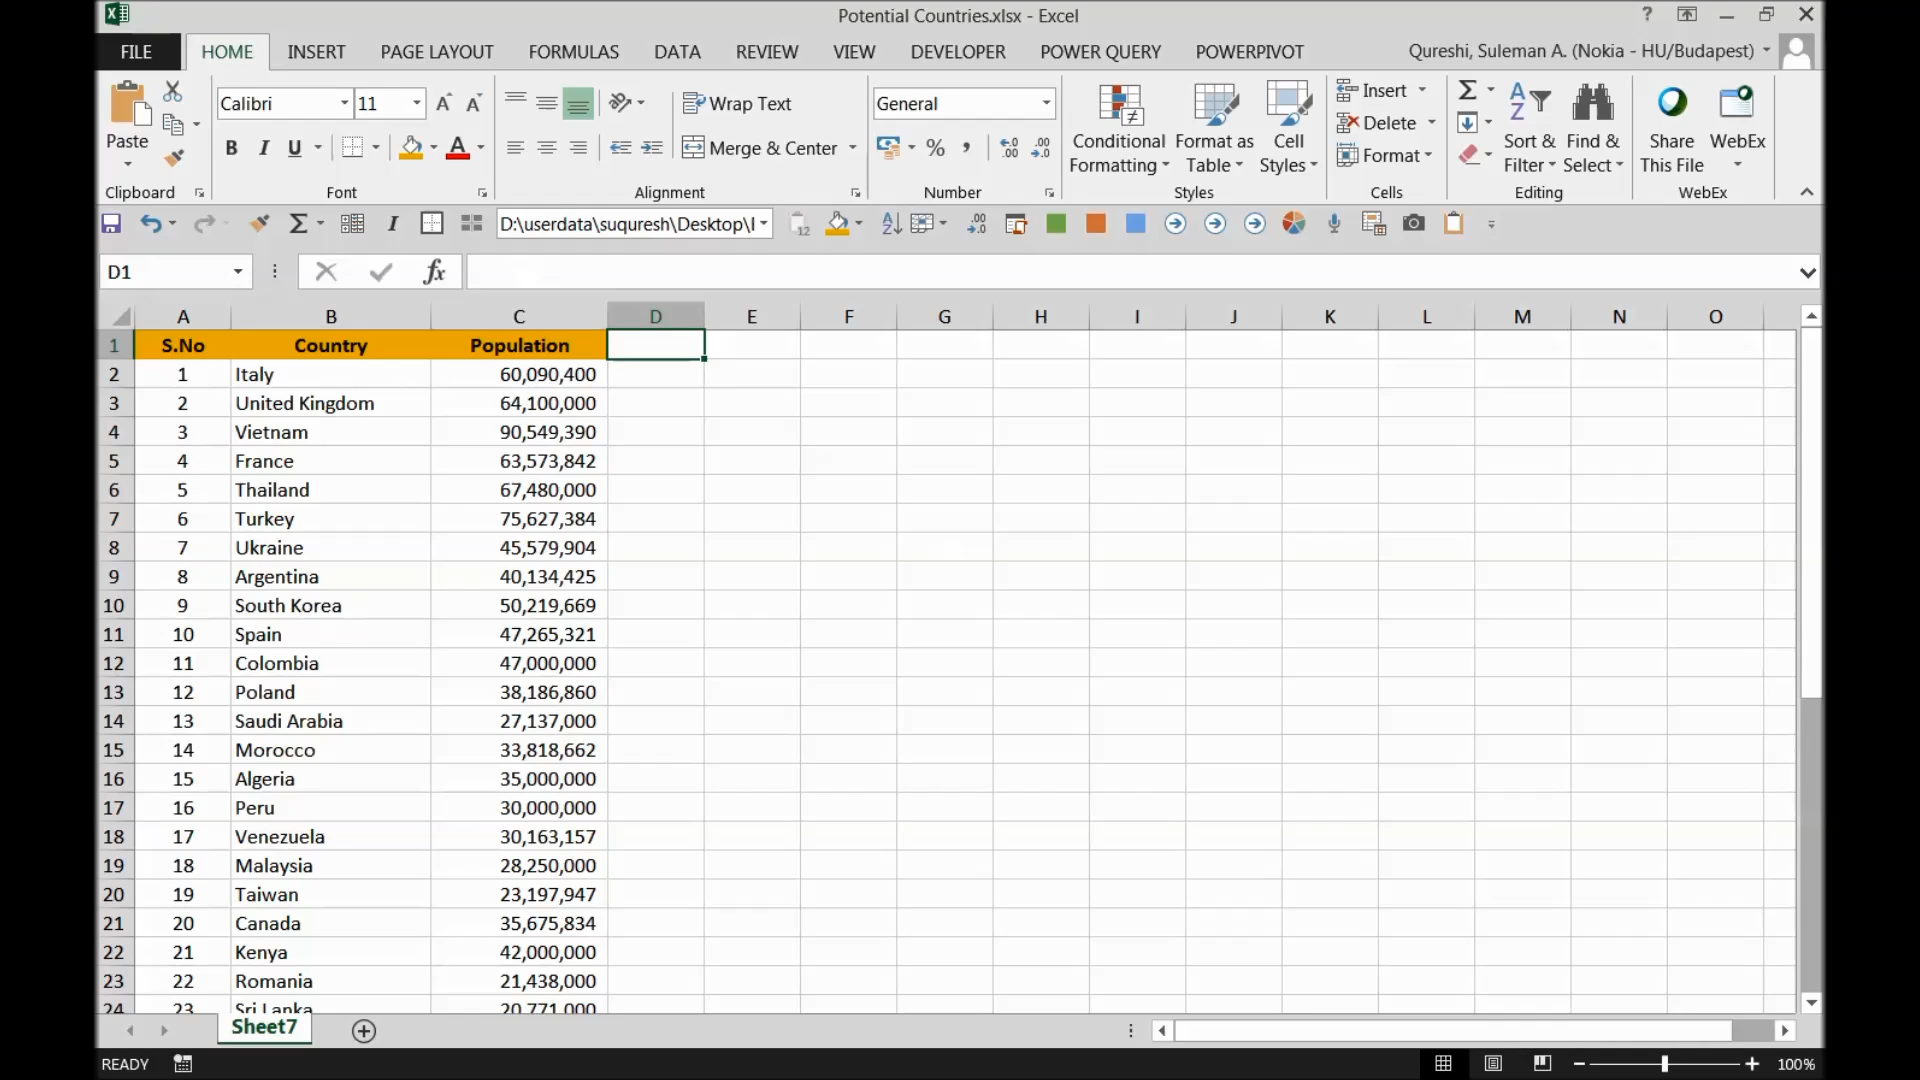 Potential Countries.xlsx - Excel
?
FILE HOME INSERT PAGE LAYOUT FORMULAS DATA REVIEW VIEW DEVELOPER POWER QUERY POWERPIVOT Qureshi, Suleman A. (Nokia - HU/Budapest)
Paste
Clipboard
Calibri 11
B I U A
Font
Wrap Text
Merge & Center
Alignment
General
% ,
Number
Conditional Formatting
Format as Table
Cell Styles
Styles
Insert
Delete
Format
Cells
Sort & Filter
Find & Select
Editing
Share This File
WebEx
WebEx
D:\userdata\suquresh\Desktop\
D1 fx
A B C D E F G H I J K L M N O
1 S.No Country Population
2 1 Italy 60,090,400
3 2 United Kingdom 64,100,000
4 3 Vietnam 90,549,390
5 4 France 63,573,842
6 5 Thailand 67,480,000
7 6 Turkey 75,627,384
8 7 Ukraine 45,579,904
9 8 Argentina 40,134,425
10 9 South Korea 50,219,669
11 10 Spain 47,265,321
12 11 Colombia 47,000,000
13 12 Poland 38,186,860
14 13 Saudi Arabia 27,137,000
15 14 Morocco 33,818,662
16 15 Algeria 35,000,000
17 16 Peru 30,000,000
18 17 Venezuela 30,163,157
19 18 Malaysia 28,250,000
20 19 Taiwan 23,197,947
21 20 Canada 35,675,834
22 21 Kenya 42,000,000
23 22 Romania 21,438,000
24 23 Sri Lanka 20,771,000
Sheet7
READY 100%